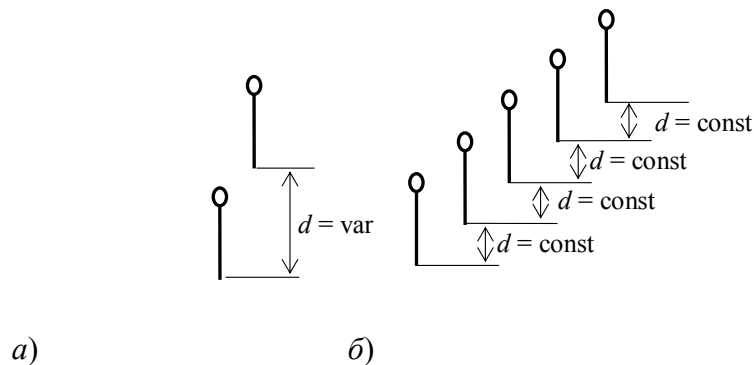 d = const
d = const
d = const
d = var
d = const
а) б)